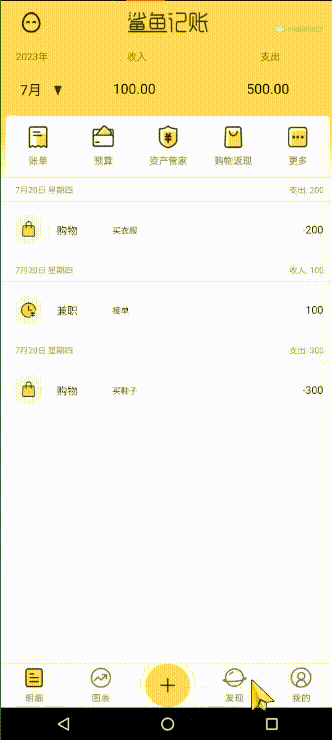 鲨鱼记账
2023年 收入 支出
7月 ▼ 100.00 500.00
账单 预算 资产管家 购物返现 更多
7月20日 星期四 支出: 200
购物 买衣服 -200
7月20日 星期四 收入: 100
兼职 接单 100
7月20日 星期四 支出: 300
购物 买鞋子 -300
明细 图表 + 发现 我的